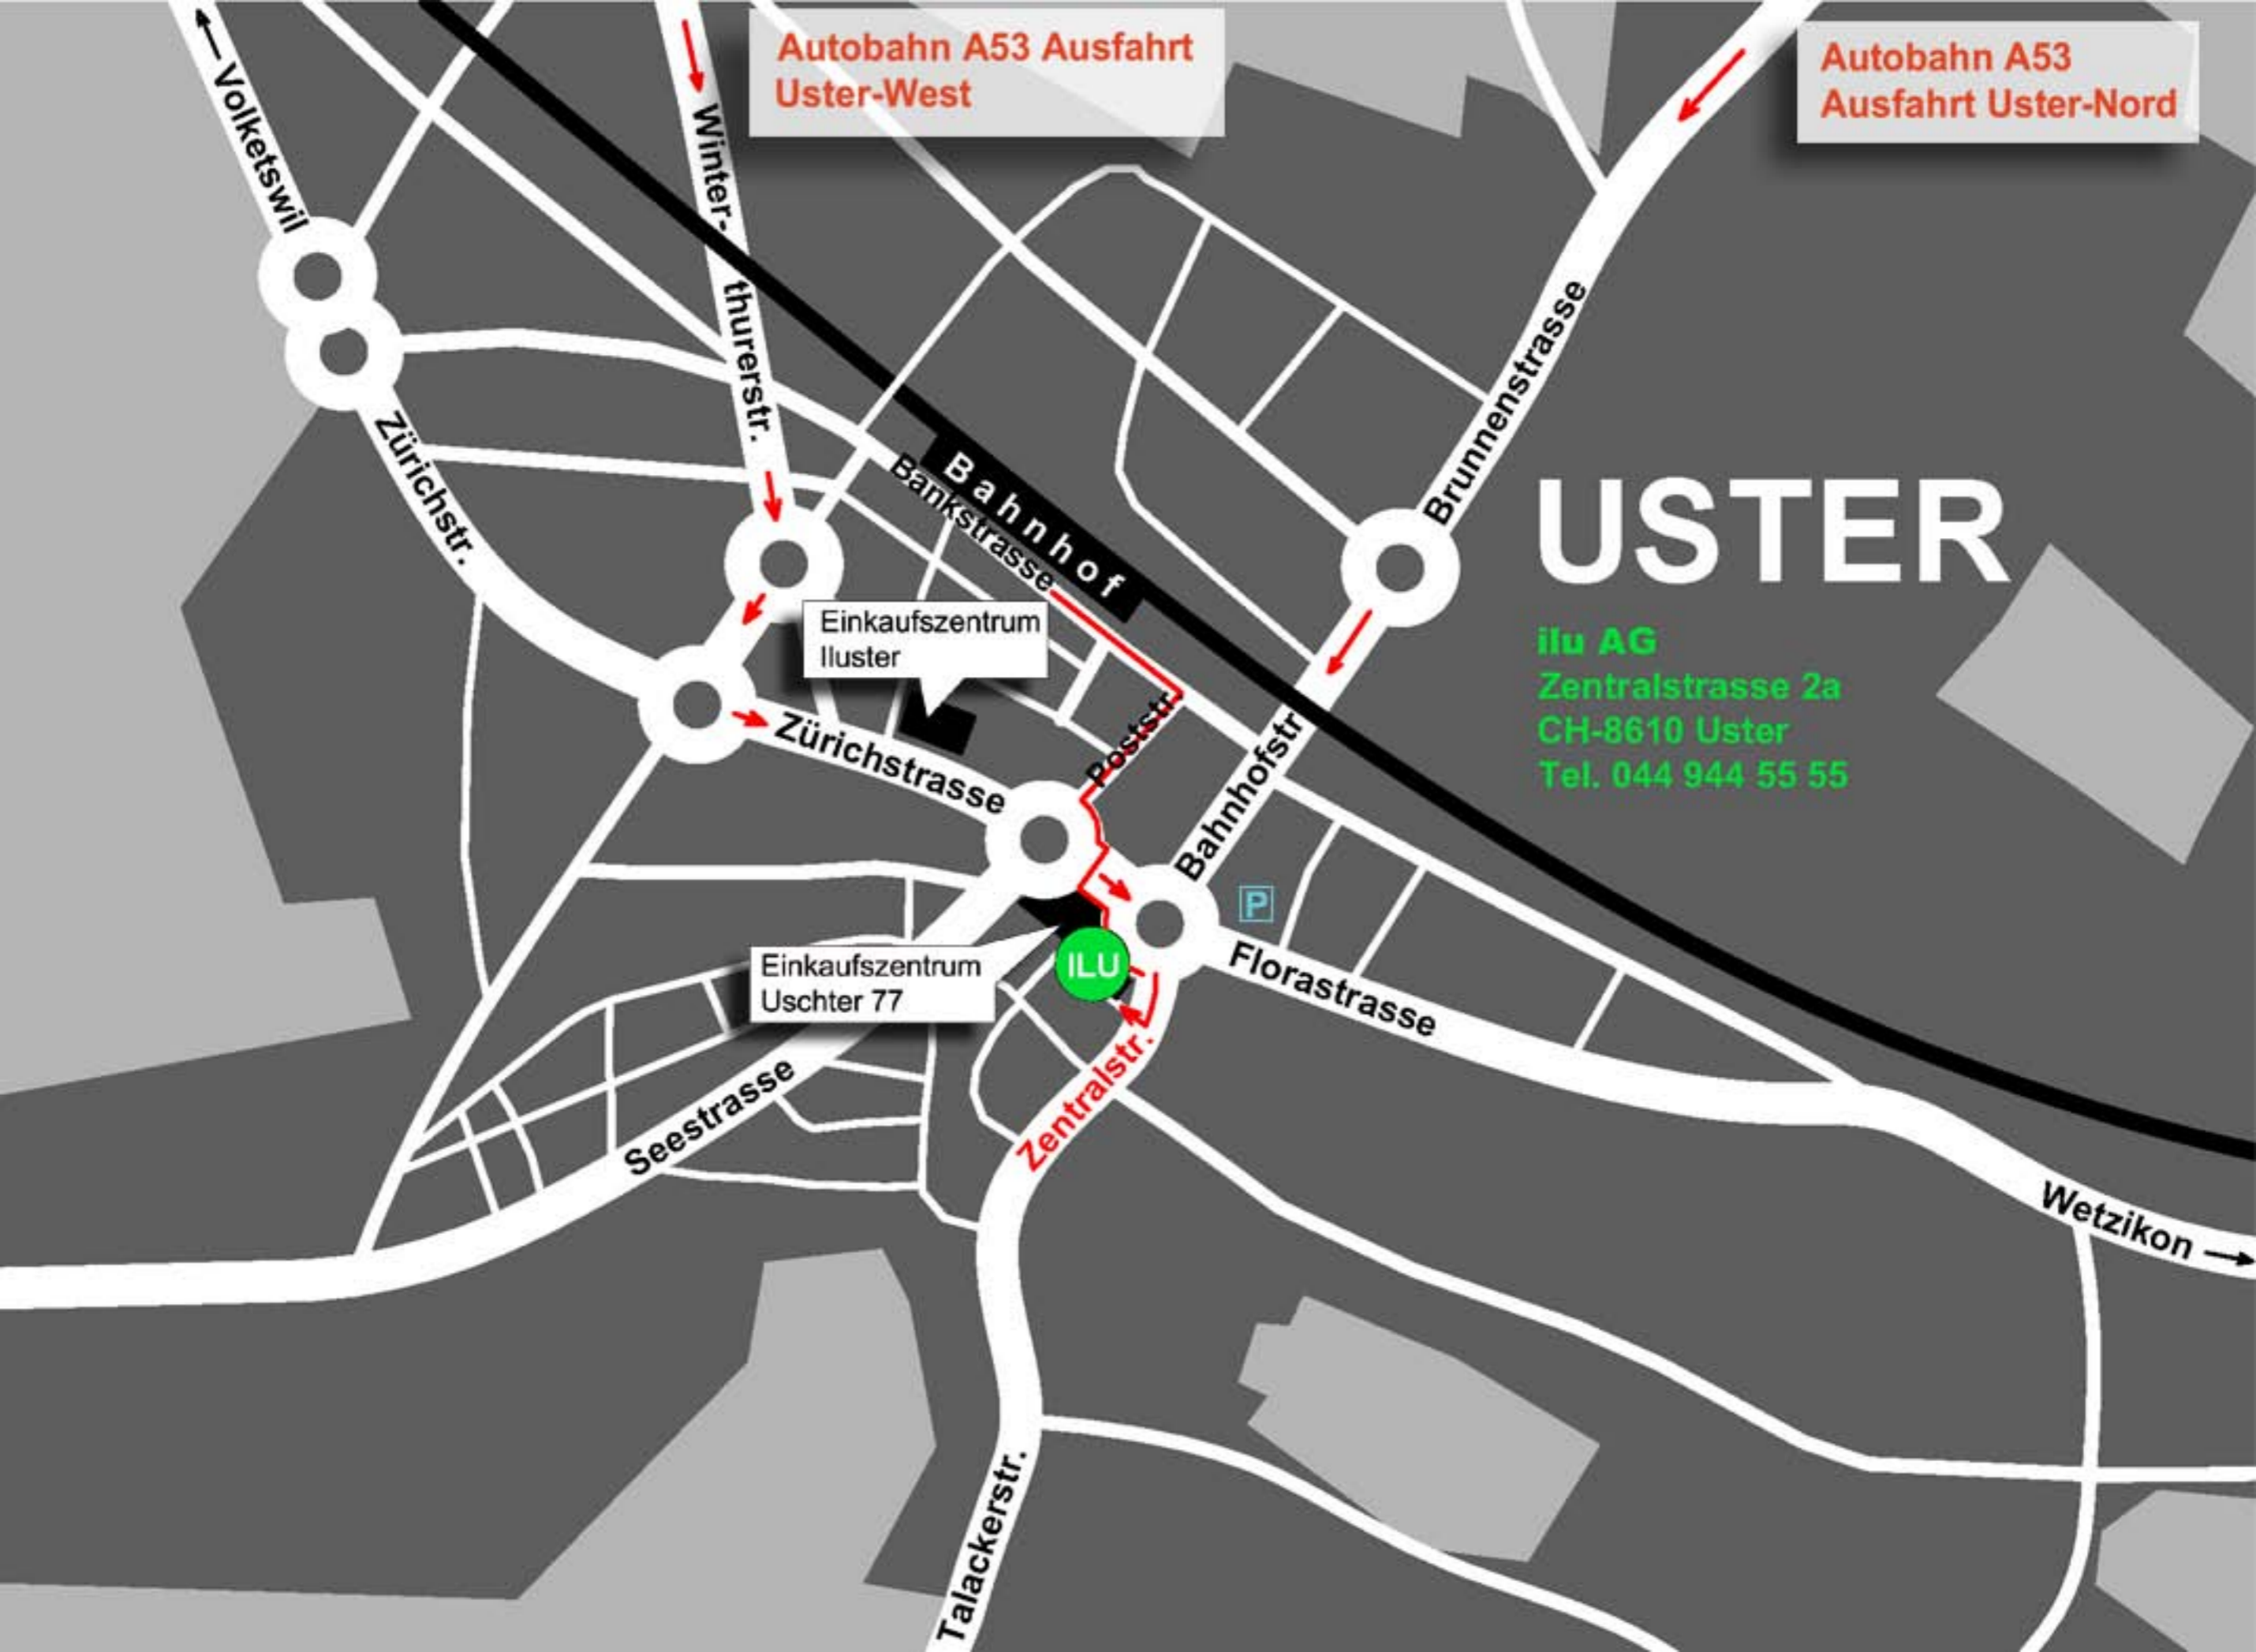 Autobahn A53 Ausfahrt
Uster-West
Autobahn A53
Ausfahrt Uster-Nord
Volketswil
Winter-
thurerstr.
Zürichstr.
Brunnenstrasse
Bahnhof
Bankstrasse
USTER
ilu AG
Zentralstrasse 2a
CH-8610 Uster
Tel. 044 944 55 55
Einkaufszentrum
Iluster
Poststr.
Zürichstrasse
Bahnhofstr.
P
ILU
Einkaufszentrum
Uschter 77
Florastrasse
Zentralstr.
Seestrasse
Wetzikon
Talackerstr.